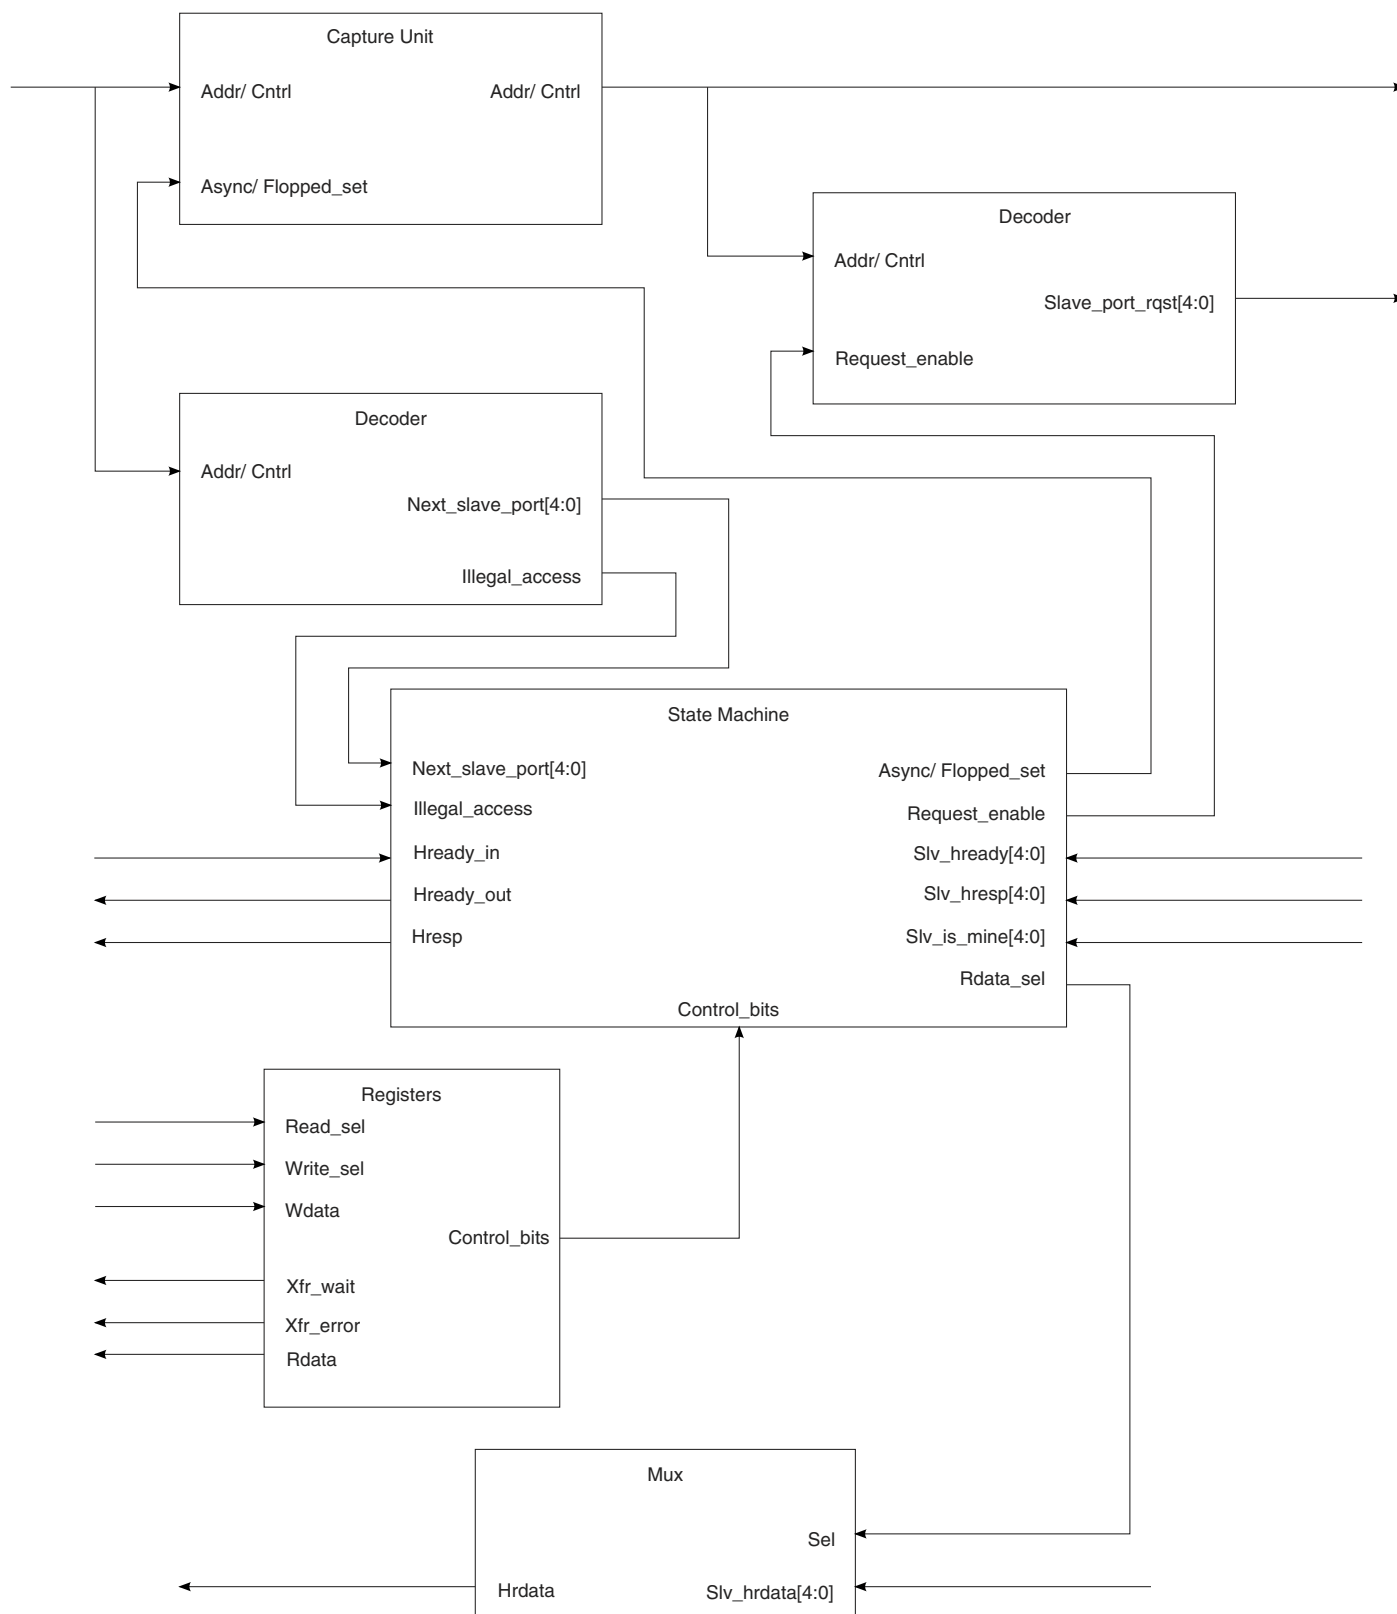 Capture Unit
Addr/ Cntrl
Addr/ Cntrl
Async/ Flopped_set
Decoder
Addr/ Cntrl
Slave_port_rqst[4:0]
Request_enable
Decoder
Addr/ Cntrl
Next_slave_port[4:0]
Illegal_access
State Machine
Next_slave_port[4:0]
Async/ Flopped_set
Illegal_access
Request_enable
Hready_in
Slv_hready[4:0]
Hready_out
Slv_hresp[4:0]
Hresp
Slv_is_mine[4:0]
Rdata_sel
Control_bits
Registers
Read_sel
Write_sel
Wdata
Control_bits
Xfr_wait
Xfr_error
Rdata
Mux
Sel
Hrdata
Slv_hrdata[4:0]